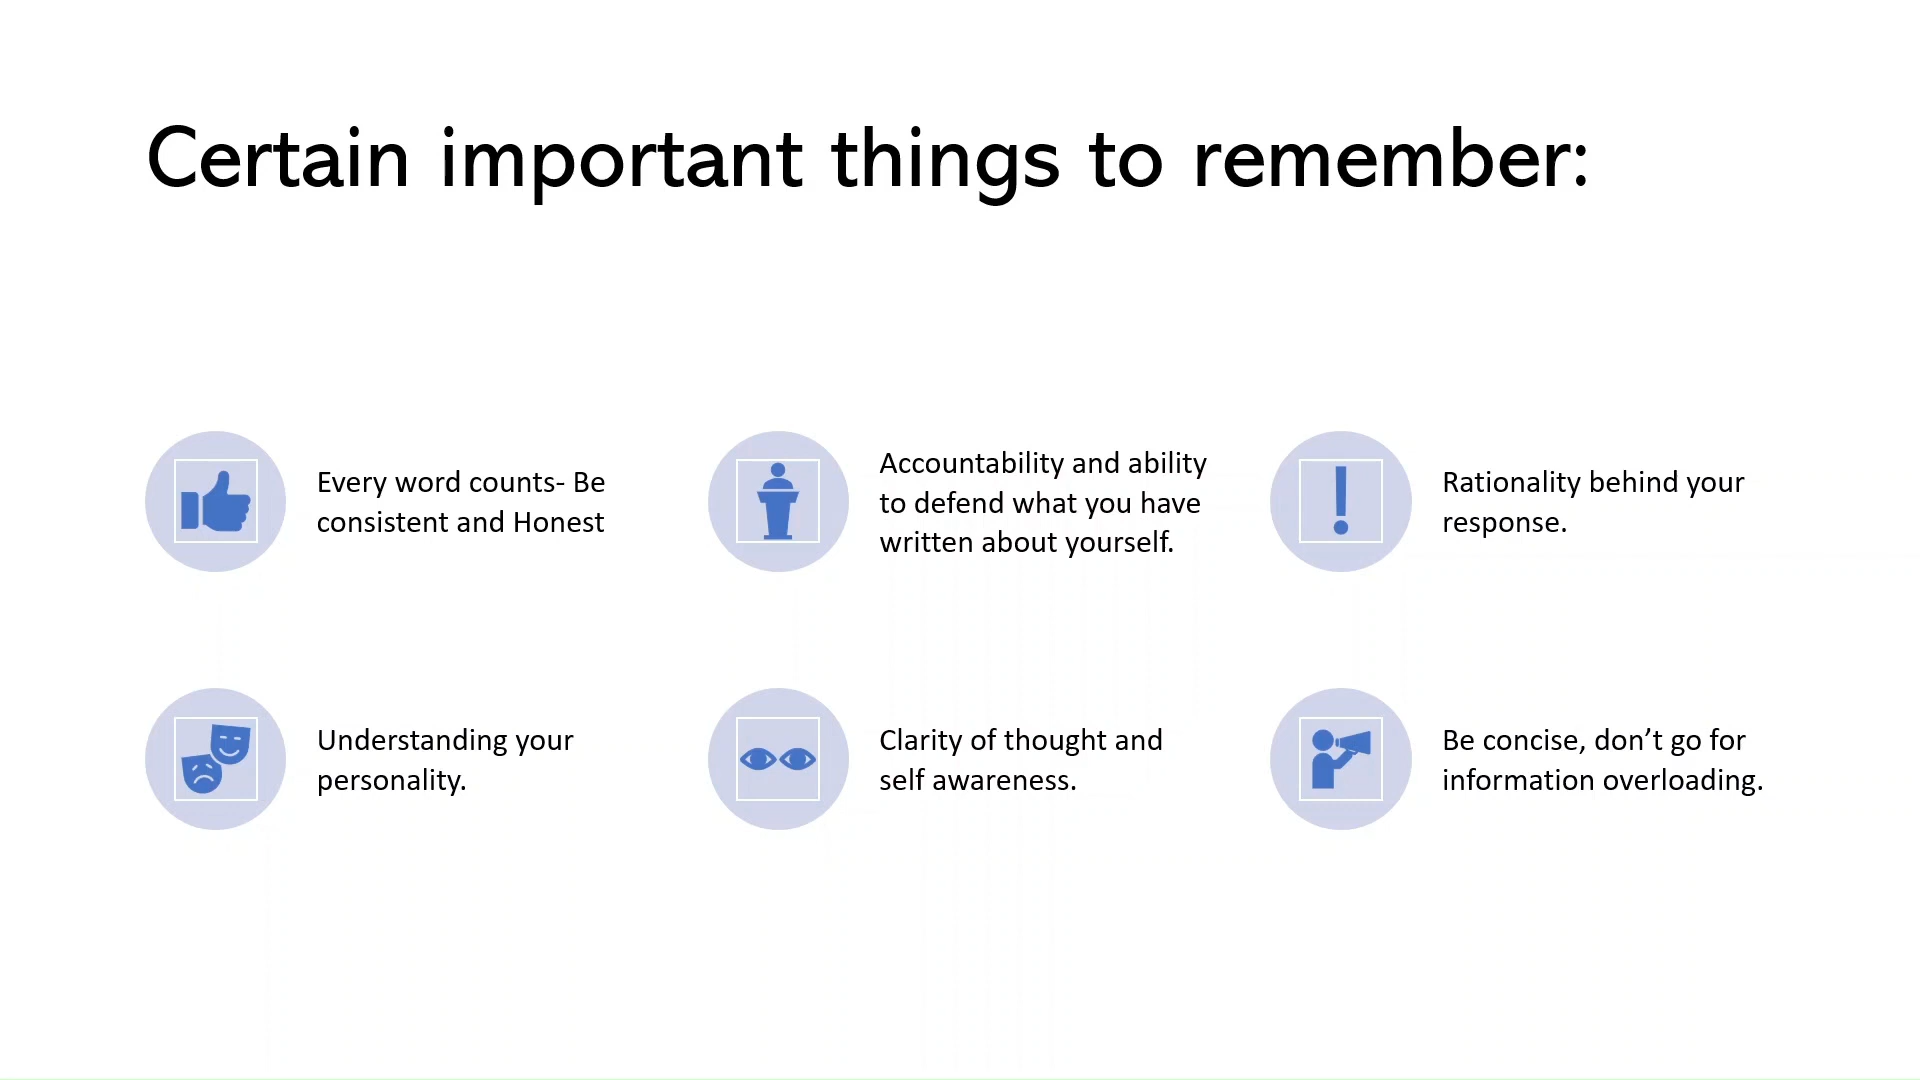 Certain important things to remember:
Every word counts- Be
consistent and Honest
Accountability and ability
to defend what you have
written about yourself.
Rationality behind your
response.
Understanding your
personality.
Clarity of thought and
self awareness.
Be concise, don’t go for
information overloading.